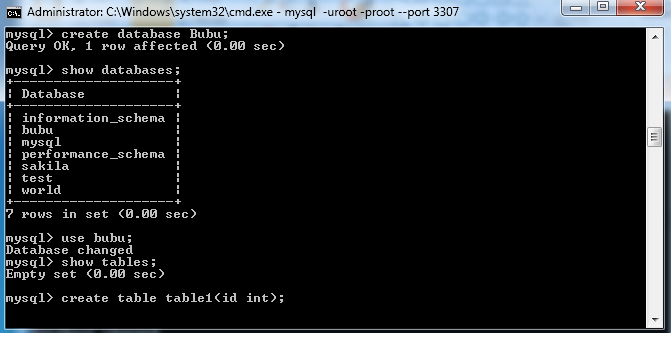 Administrator: C:\Windows\system32\cmd.exe - mysql -uroot -proot --port 3307
mysql> create database Bubu;
Query OK, 1 row affected (0.00 sec)
mysql> show databases;
+--------------------+
| Database           |
+--------------------+
| information_schema |
| bubu               |
| mysql              |
| performance_schema |
| sakila             |
| test               |
| world              |
+--------------------+
7 rows in set (0.00 sec)
mysql> use bubu;
Database changed
mysql> show tables;
Empty set (0.00 sec)
mysql> create table table1(id int);